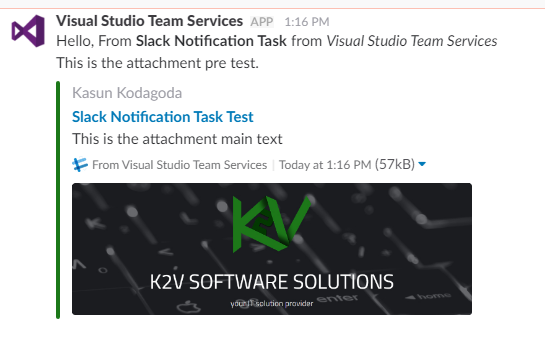 Visual Studio Team Services APP 1:16 PM
Hello, From Slack Notification Task from Visual Studio Team Services
This is the attachment pre test.
Kasun Kodagoda
Slack Notification Task Test
This is the attachment main text
From Visual Studio Team Services | Today at 1:16 PM (57kB)
K2V
K2V SOFTWARE SOLUTIONS
your IT solution provider
enter
home